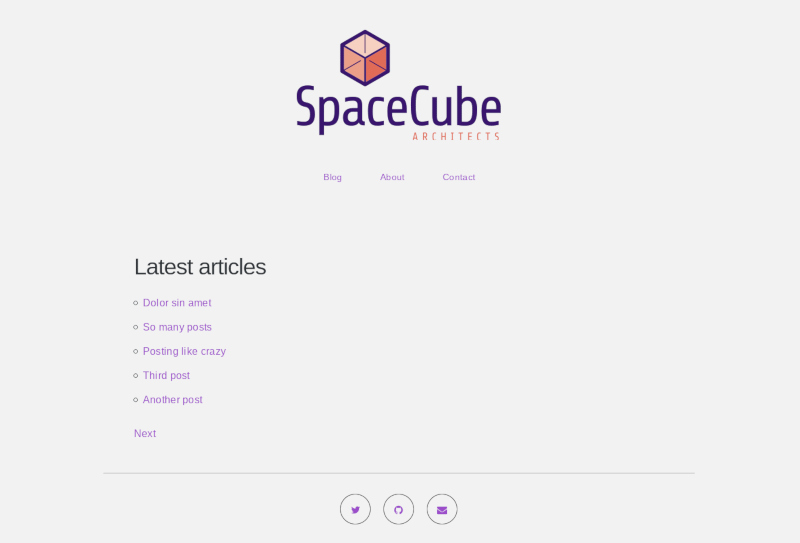 SpaceCube
ARCHITECTS
Blog About Contact
Latest articles
Dolor sin amet
So many posts
Posting like crazy
Third post
Another post
Next